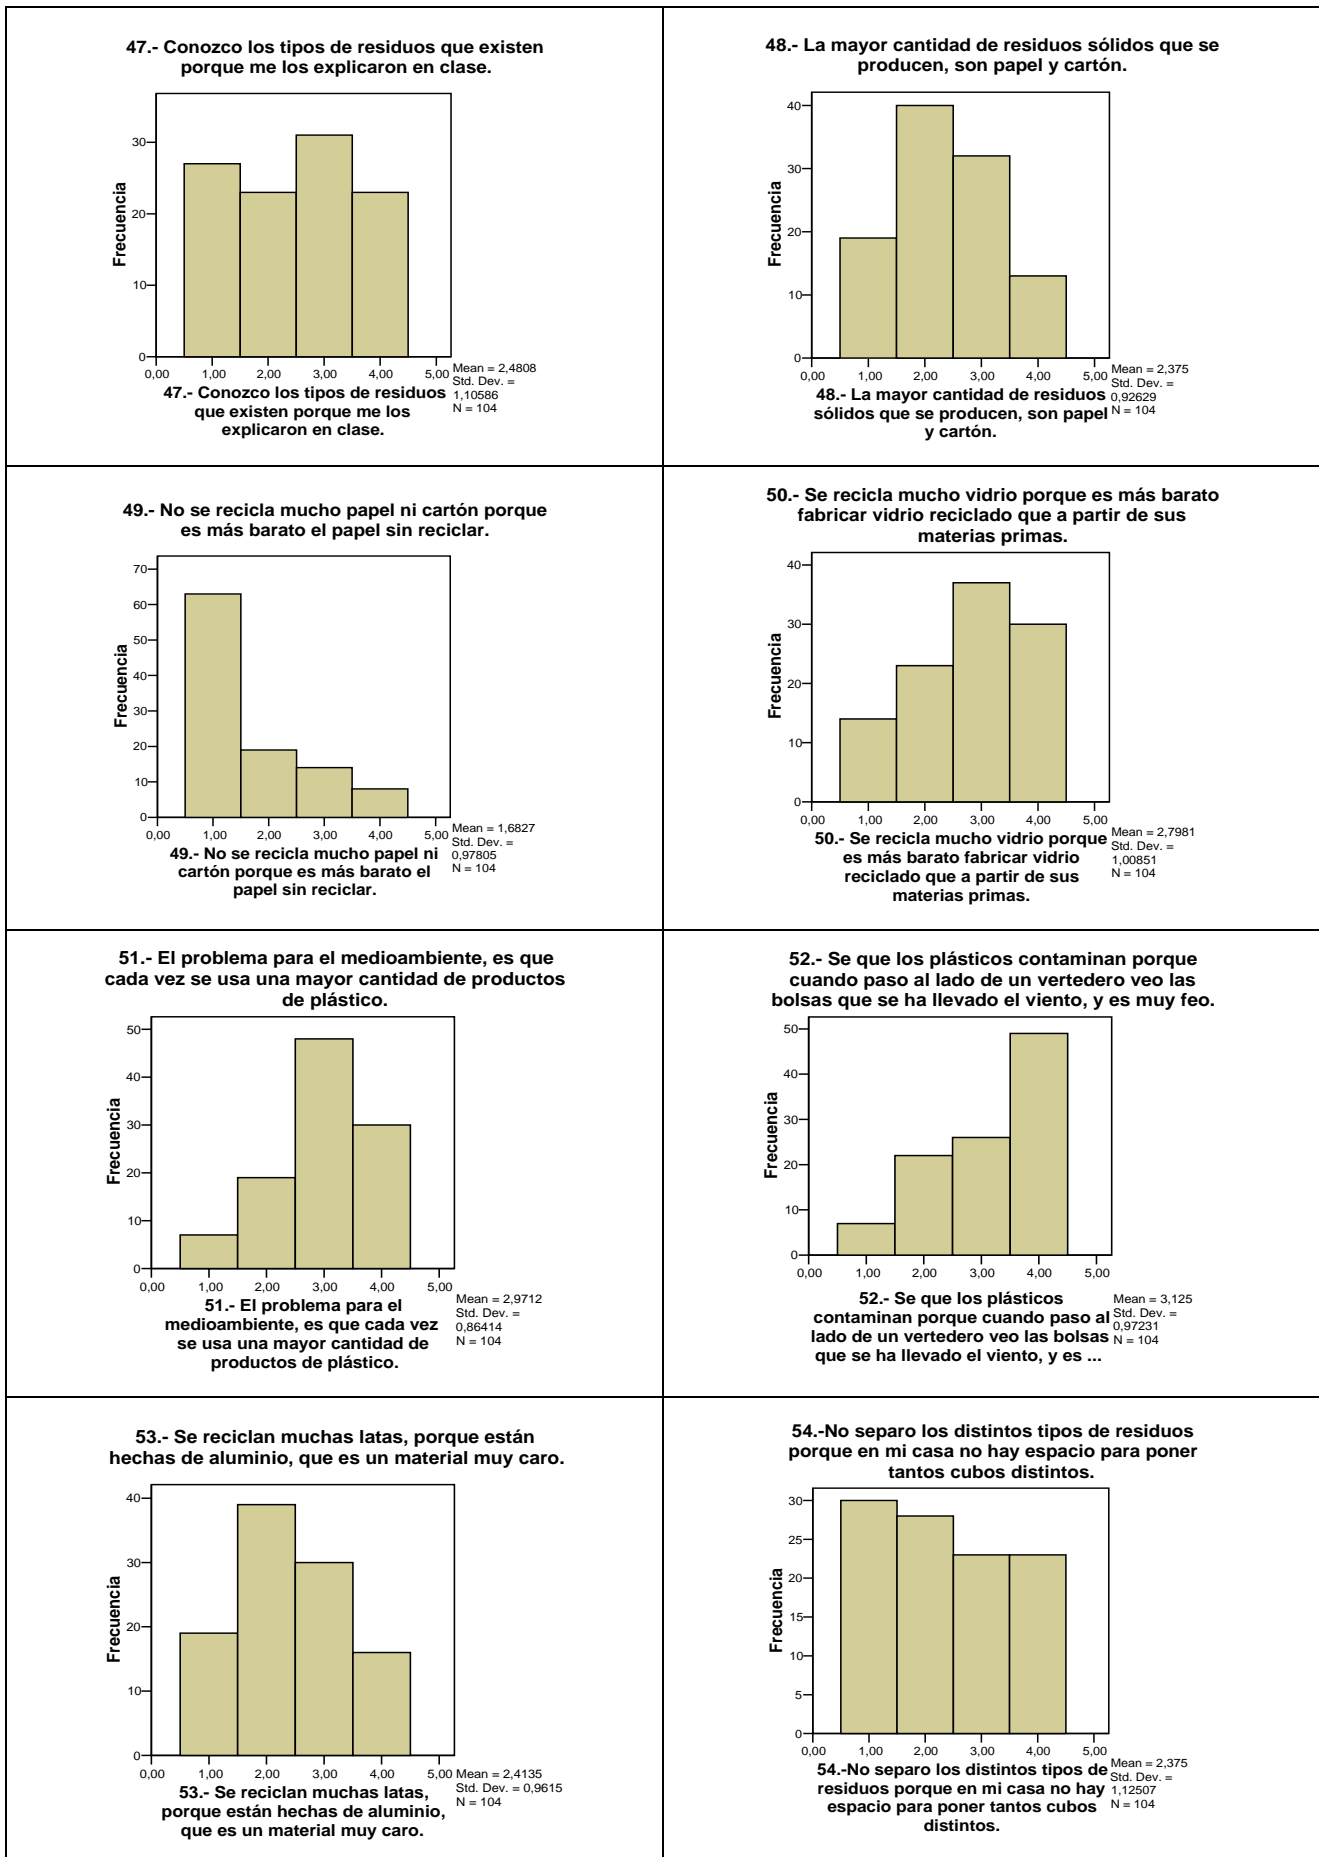 47.- Conozco los tipos de residuos que existen
porque me los explicaron en clase.
Frecuencia
30
20
10
0
0,00 1,00 2,00 3,00 4,00 5,00
47.- Conozco los tipos de residuos
que existen porque me los
explicaron en clase.
Mean = 2,4808
Std. Dev. =
1,10586
N = 104
48.- La mayor cantidad de residuos sólidos que se
producen, son papel y cartón.
Frecuencia
40
30
20
10
0
0,00 1,00 2,00 3,00 4,00 5,00
48.- La mayor cantidad de residuos
sólidos que se producen, son papel
y cartón.
Mean = 2,375
Std. Dev. =
0,92629
N = 104
49.- No se recicla mucho papel ni cartón porque
es más barato el papel sin reciclar.
Frecuencia
70
60
50
40
30
20
10
0
0,00 1,00 2,00 3,00 4,00 5,00
49.- No se recicla mucho papel ni
cartón porque es más barato el
papel sin reciclar.
Mean = 1,6827
Std. Dev. =
0,97805
N = 104
50.- Se recicla mucho vidrio porque es más barato
fabricar vidrio reciclado que a partir de sus
materias primas.
Frecuencia
40
30
20
10
0
0,00 1,00 2,00 3,00 4,00 5,00
50.- Se recicla mucho vidrio porque
es más barato fabricar vidrio
reciclado que a partir de sus
materias primas.
Mean = 2,7981
Std. Dev. =
1,00851
N = 104
51.- El problema para el medioambiente, es que
cada vez se usa una mayor cantidad de productos
de plástico.
Frecuencia
50
40
30
20
10
0
0,00 1,00 2,00 3,00 4,00 5,00
51.- El problema para el
medioambiente, es que cada vez
se usa una mayor cantidad de
productos de plástico.
Mean = 2,9712
Std. Dev. =
0,86414
N = 104
52.- Se que los plásticos contaminan porque
cuando paso al lado de un vertedero veo las
bolsas que se ha llevado el viento, y es muy feo.
Frecuencia
50
40
30
20
10
0
0,00 1,00 2,00 3,00 4,00 5,00
52.- Se que los plásticos
contaminan porque cuando paso al
lado de un vertedero veo las bolsas
que se ha llevado el viento, y es ...
Mean = 3,125
Std. Dev. =
0,97231
N = 104
53.- Se reciclan muchas latas, porque están
hechas de aluminio, que es un material muy caro.
Frecuencia
40
30
20
10
0
0,00 1,00 2,00 3,00 4,00 5,00
53.- Se reciclan muchas latas,
porque están hechas de aluminio,
que es un material muy caro.
Mean = 2,4135
Std. Dev. = 0,9615
N = 104
54.-No separo los distintos tipos de residuos
porque en mi casa no hay espacio para poner
tantos cubos distintos.
Frecuencia
30
25
20
15
10
5
0
0,00 1,00 2,00 3,00 4,00 5,00
54.-No separo los distintos tipos de
residuos porque en mi casa no hay
espacio para poner tantos cubos
distintos.
Mean = 2,375
Std. Dev. =
1,12507
N = 104